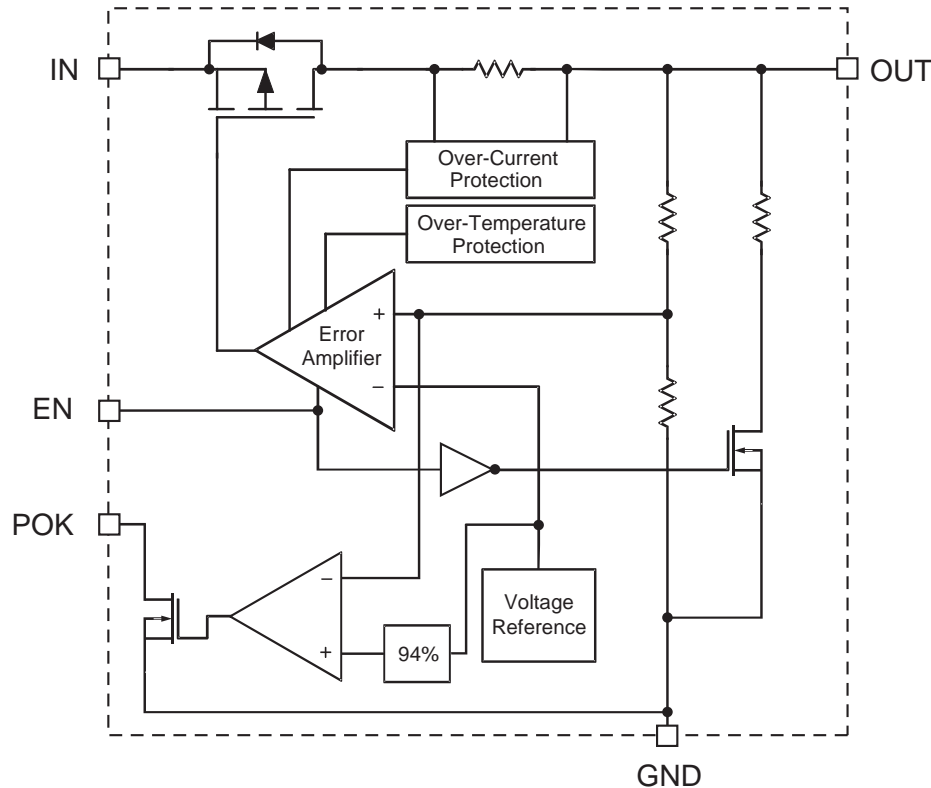 IN
OUT
Over-Current
Protection
Over-Temperature
Protection
+
Error
Amplifier
−
EN
POK
−
Voltage
Reference
+
94%
GND